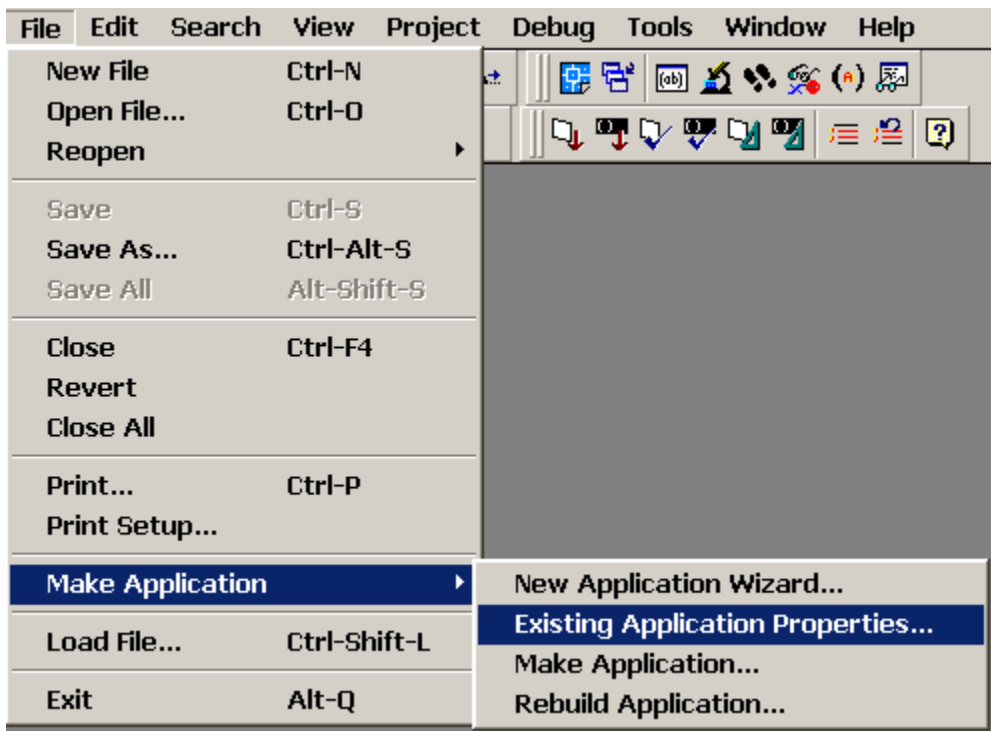 File Edit Search View Project Debug Tools Window Help
New File Ctrl-N
Open File... Ctrl-O
Reopen
Save Ctrl-S
Save As... Ctrl-Alt-S
Save All Alt-Shift-S
Close Ctrl-F4
Revert
Close All
Print... Ctrl-P
Print Setup...
Make Application
Load File... Ctrl-Shift-L
Exit Alt-Q
New Application Wizard...
Existing Application Properties...
Make Application...
Rebuild Application...